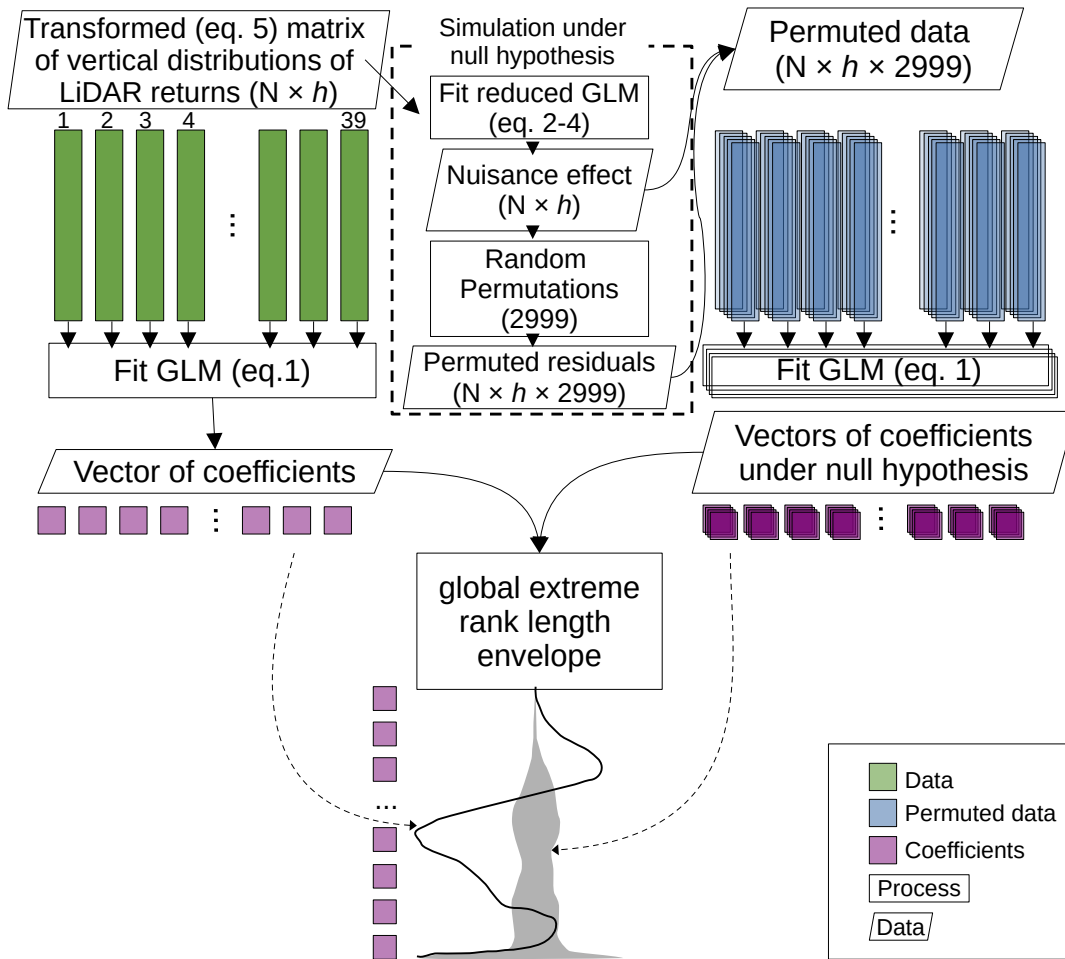 Transformed (eq. 5) matrix
of vertical distributions of
LiDAR returns (N × h)
1 2 3 4 39
...
Fit GLM (eq.1)
Vector of coefficients
...
Simulation under
null hypothesis
Fit reduced GLM
(eq. 2-4)
Nuisance effect
(N × h)
Random
Permutations
(2999)
Permuted residuals
(N × h × 2999)
Permuted data
(N × h × 2999)
...
Fit GLM (eq. 1)
Vectors of coefficients
under null hypothesis
...
global extreme
rank length
envelope
...
Data
Permuted data
Coefficients
Process
Data